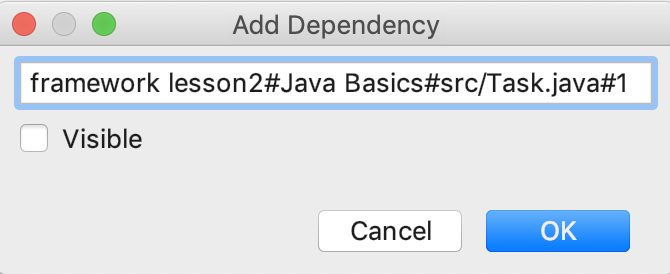 Add Dependency
framework lesson2#Java Basics#src/Task.java#1
Visible
Cancel
OK